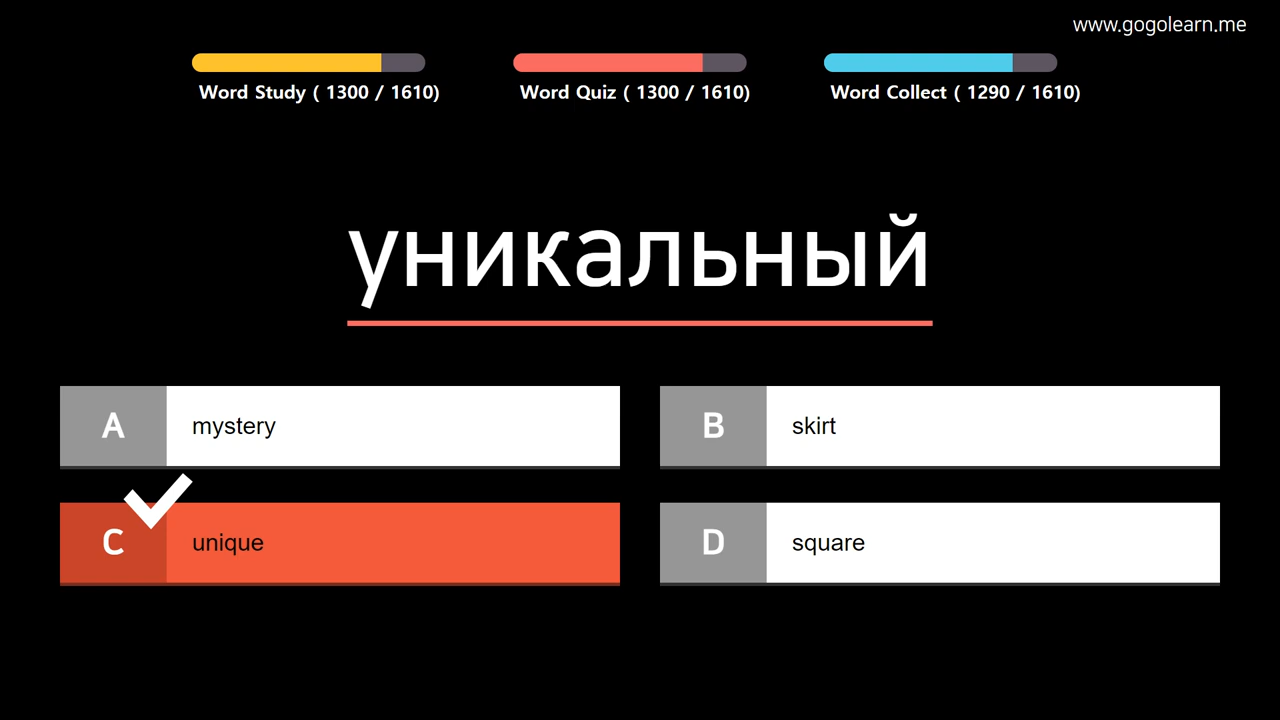 www.gogolearn.me
Word Study ( 1300 / 1610)
Word Quiz ( 1300 / 1610)
Word Collect ( 1290 / 1610)
уникальный
A mystery
B skirt
C unique
D square